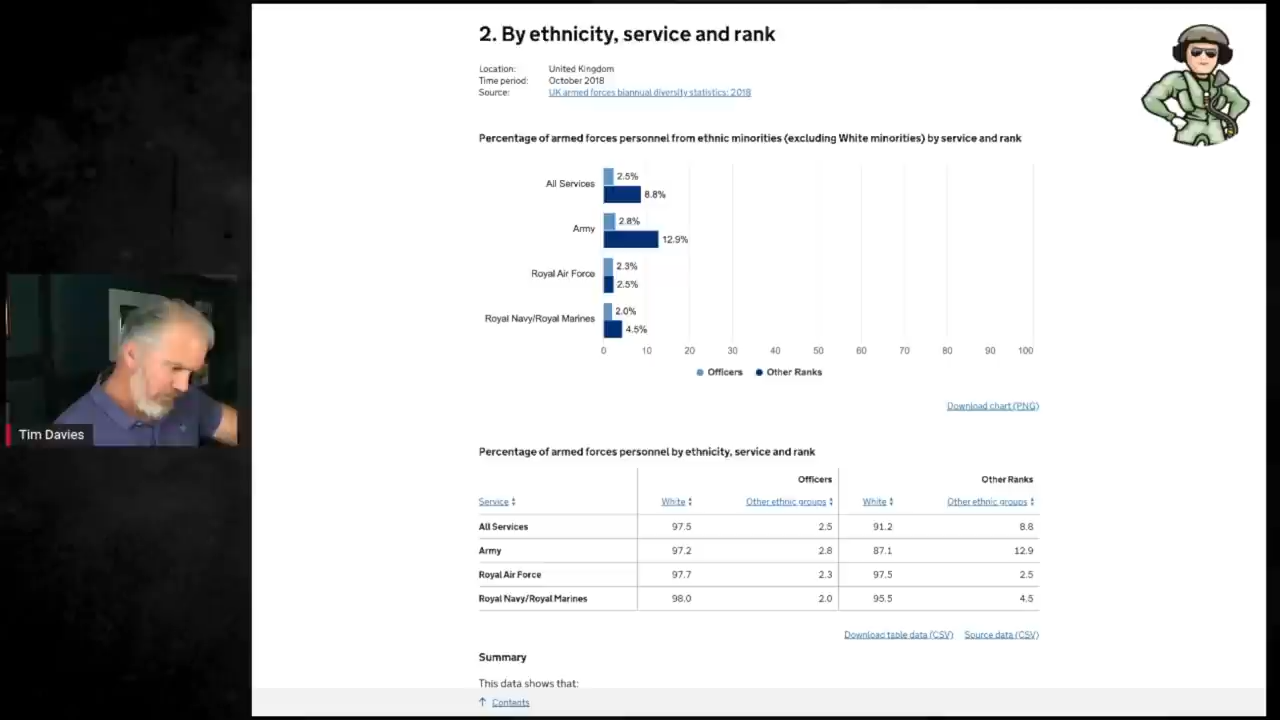 2. By ethnicity, service and rank
Location: United Kingdom
Time period: October 2018
Source: UK armed forces biannual diversity statistics: 2018
Percentage of armed forces personnel from ethnic minorities (excluding White minorities) by service and rank
All Services 2.5%
8.8%
Army 2.8%
12.9%
Royal Air Force 2.3%
2.5%
Royal Navy/Royal Marines 2.0%
4.5%
0 10 20 30 40 50 60 70 80 90 100
Officers Other Ranks
Download chart (PNG)
Tim Davies
Percentage of armed forces personnel by ethnicity, service and rank
Officers Other Ranks
Service White Other ethnic groups White Other ethnic groups
All Services 97.5 2.5 91.2 8.8
Army 97.2 2.8 87.1 12.9
Royal Air Force 97.7 2.3 97.5 2.5
Royal Navy/Royal Marines 98.0 2.0 95.5 4.5
Download table data (CSV) Source data (CSV)
Summary
This data shows that:
↑ Contents